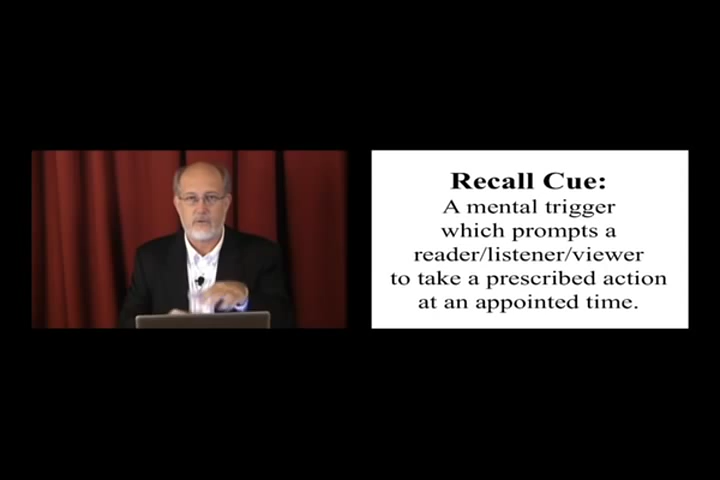 Recall Cue:
A mental trigger
which prompts a
reader/listener/viewer
to take a prescribed action
at an appointed time.